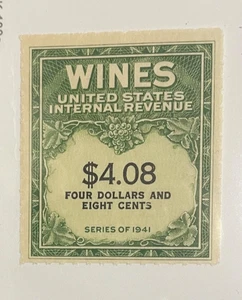 WINES
UNITED STATES
INTERNAL REVENUE
$4.08
FOUR DOLLARS AND
EIGHT CENTS
SERIES OF 1941